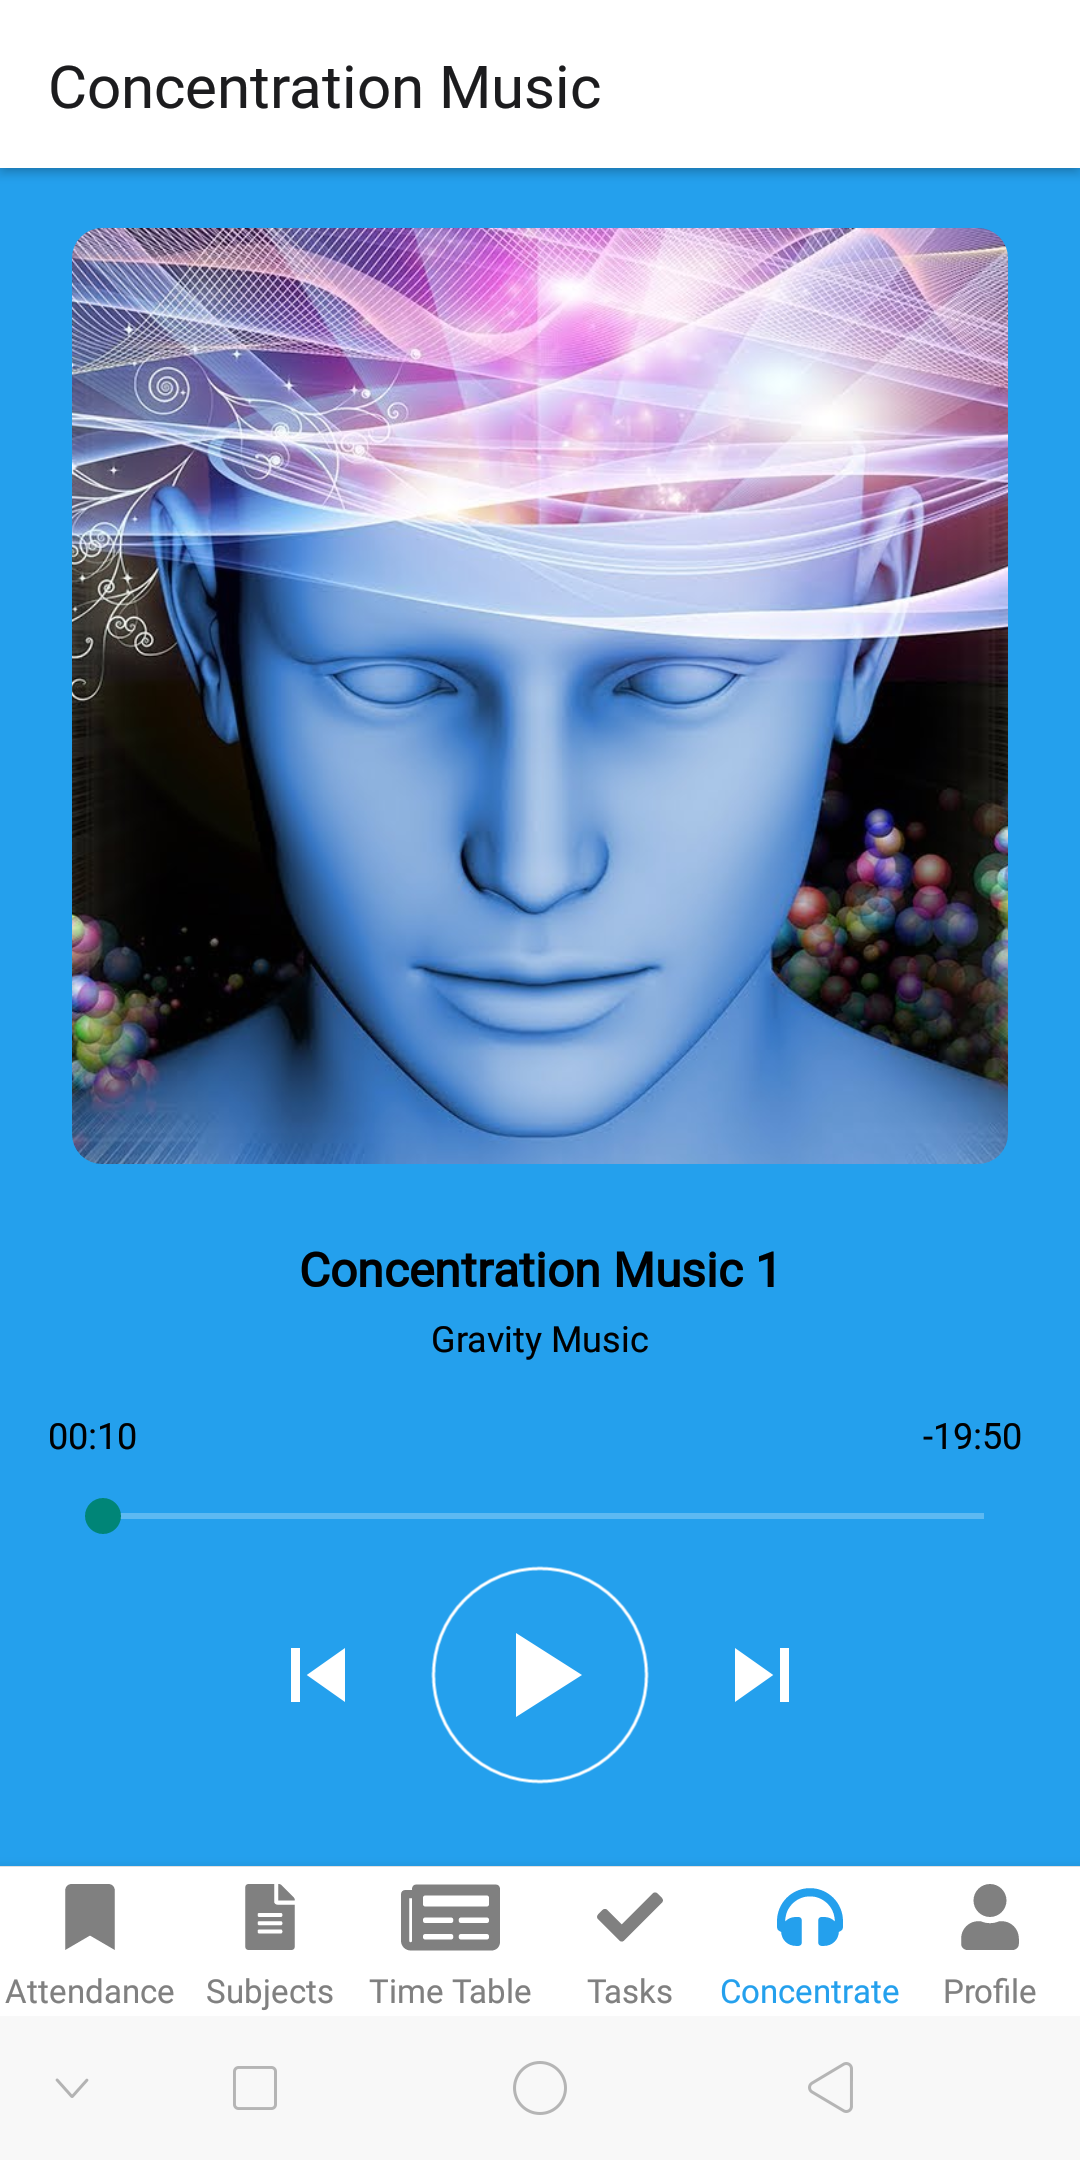 Concentration Music
Concentration Music 1
Gravity Music
00:10 -19:50
Attendance Subjects Time Table Tasks Concentrate Profile